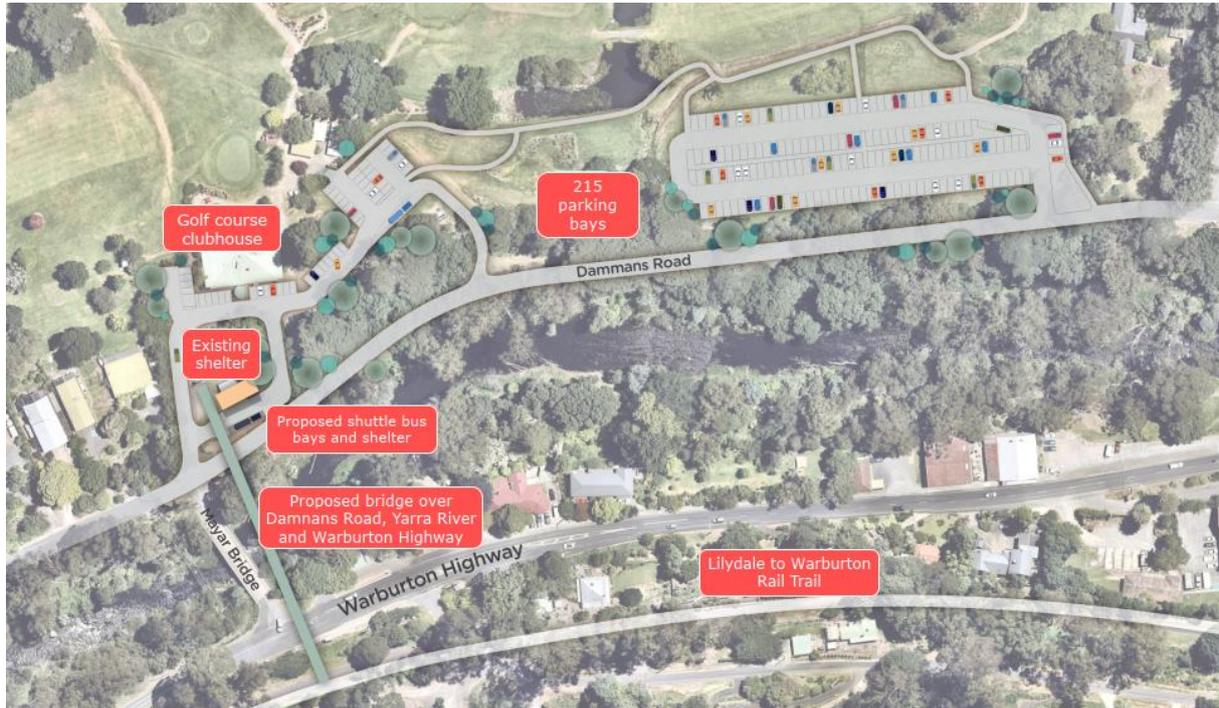 215
parking
bays
Golf course
clubhouse
Dammans Road
Existing
shelter
Proposed shuttle bus
bays and shelter
Proposed bridge over
Damnans Road, Yarra River
and Warburton Highway
Mayar Bridge
Warburton Highway
Lilydale to Warburton
Rail Trail